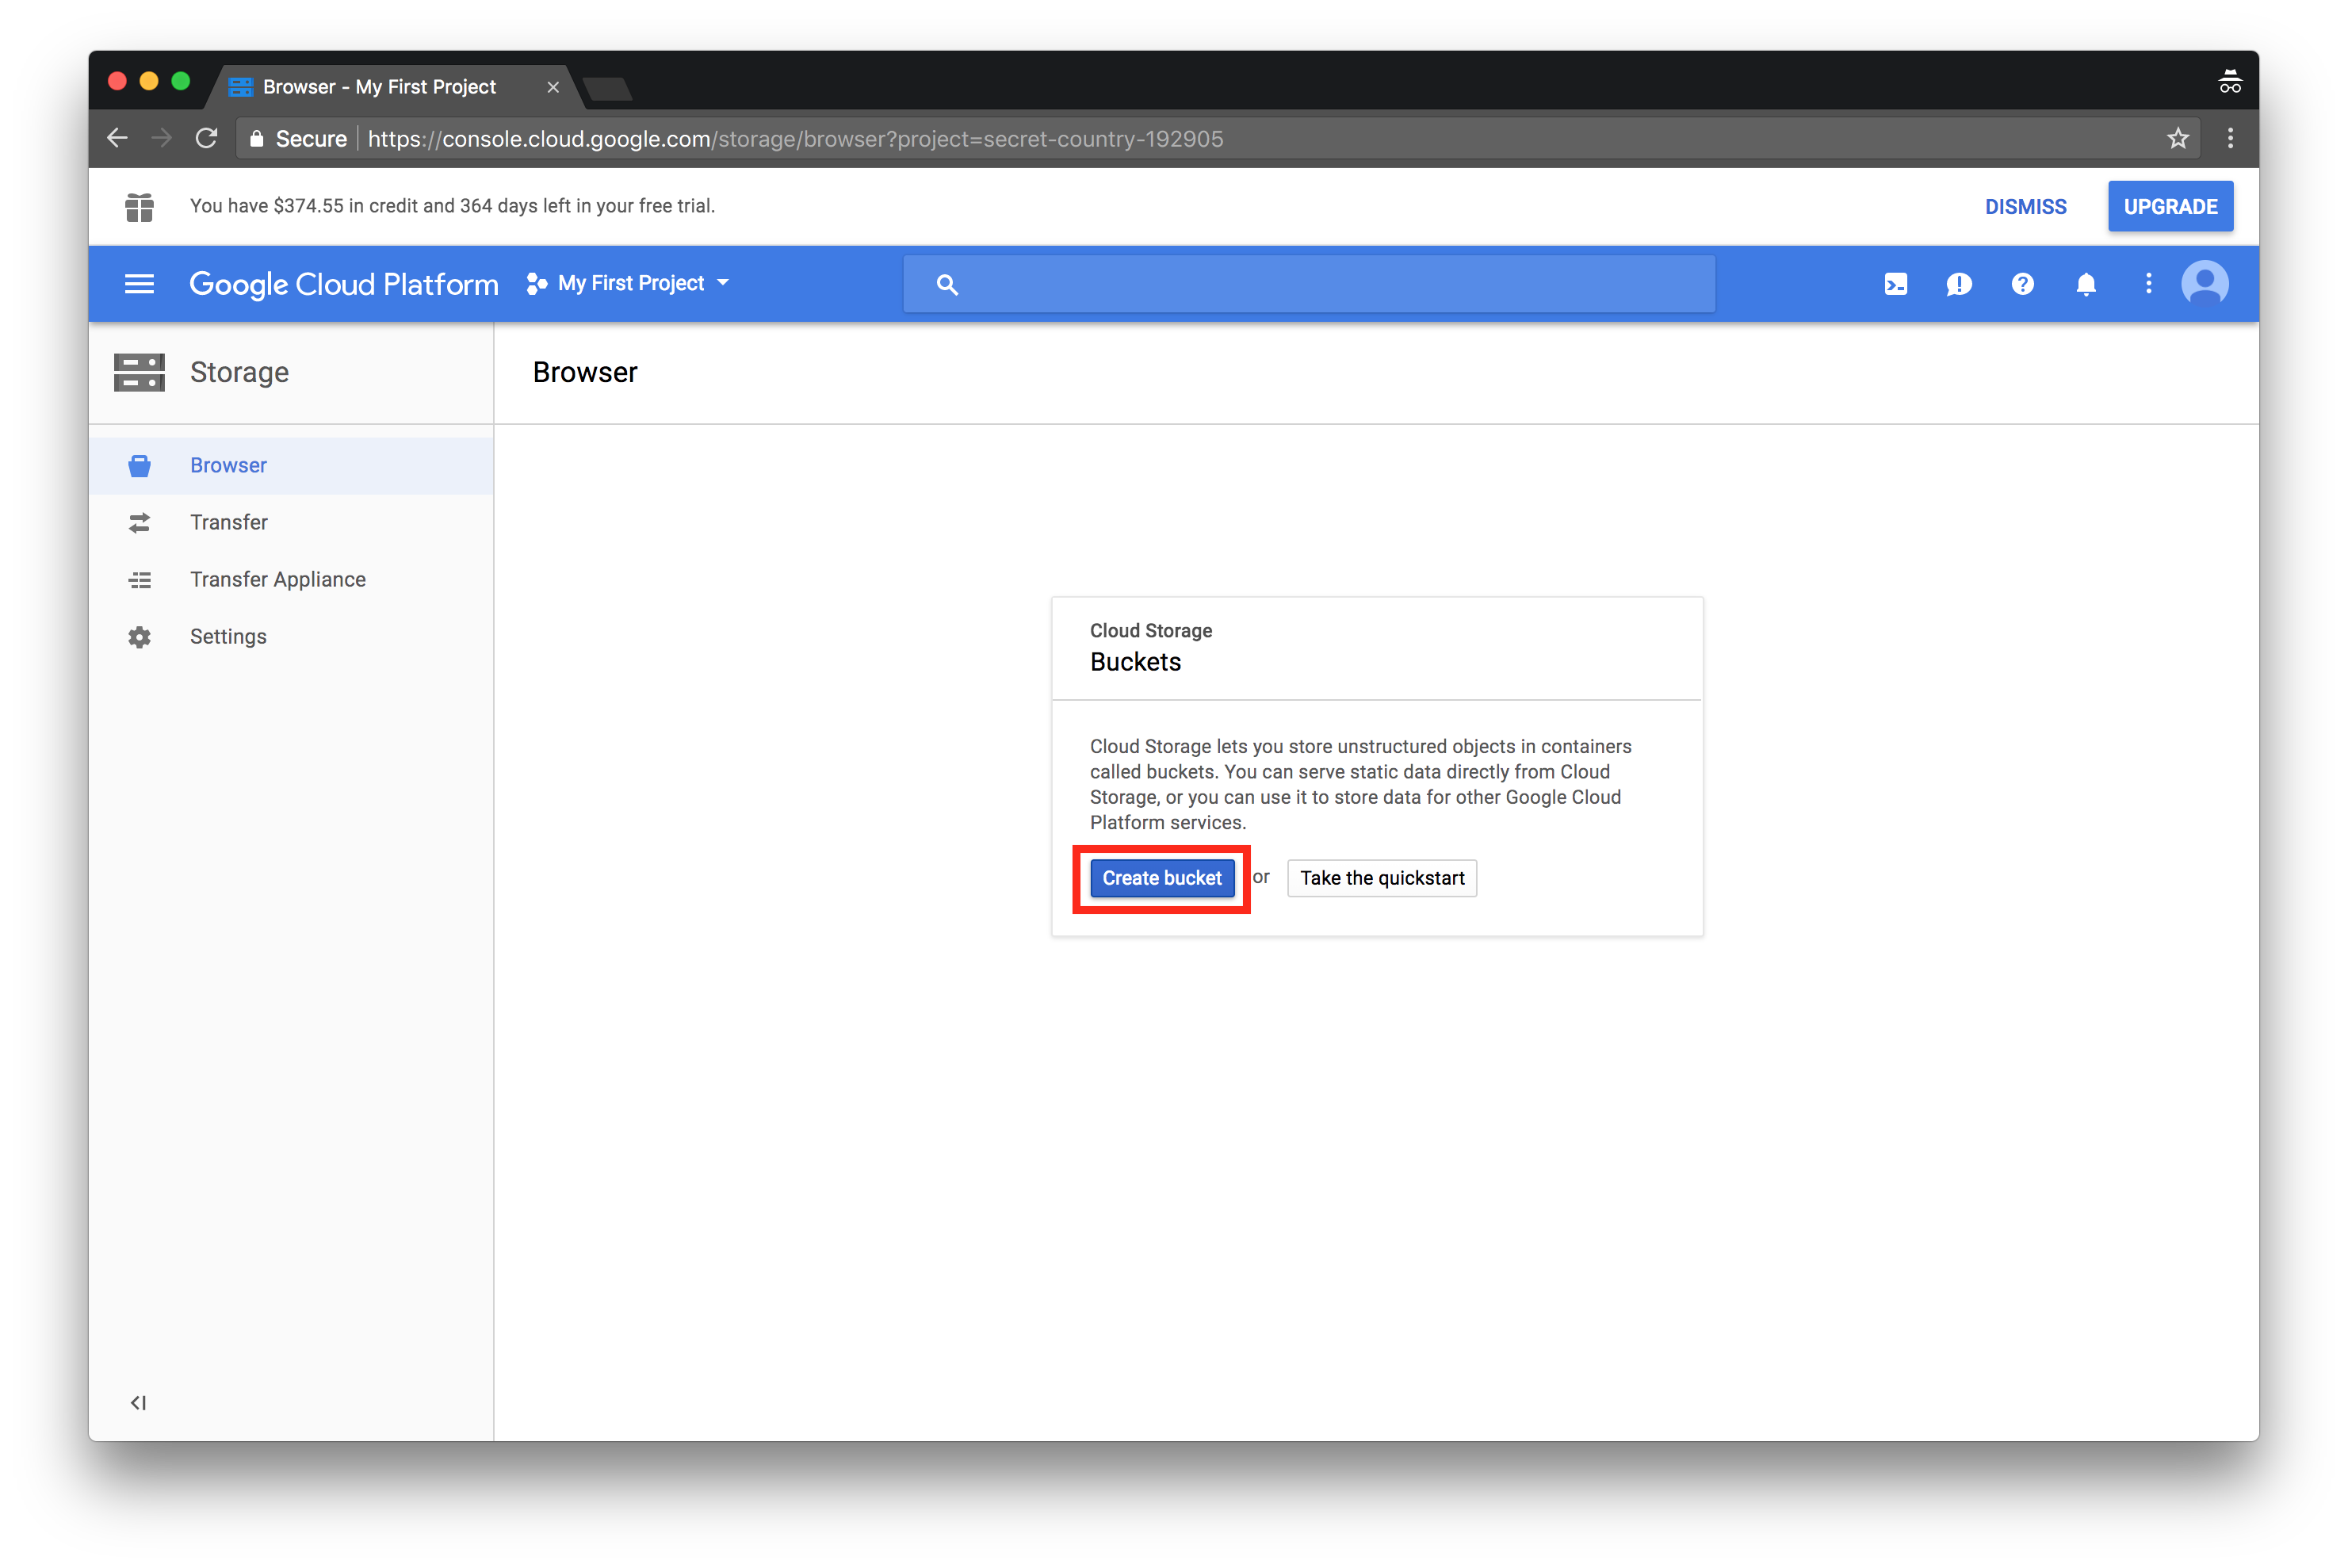 Browser - My First Project
Secure https://console.cloud.google.com/storage/browser?project=secret-country-192905
You have $374.55 in credit and 364 days left in your free trial.
DISMISS
UPGRADE
Google Cloud Platform
My First Project
Storage
Browser
Browser
Transfer
Transfer Appliance
Settings
Cloud Storage
Buckets
Cloud Storage lets you store unstructured objects in containers
called buckets. You can serve static data directly from Cloud
Storage, or you can use it to store data for other Google Cloud
Platform services.
Create bucket or Take the quickstart